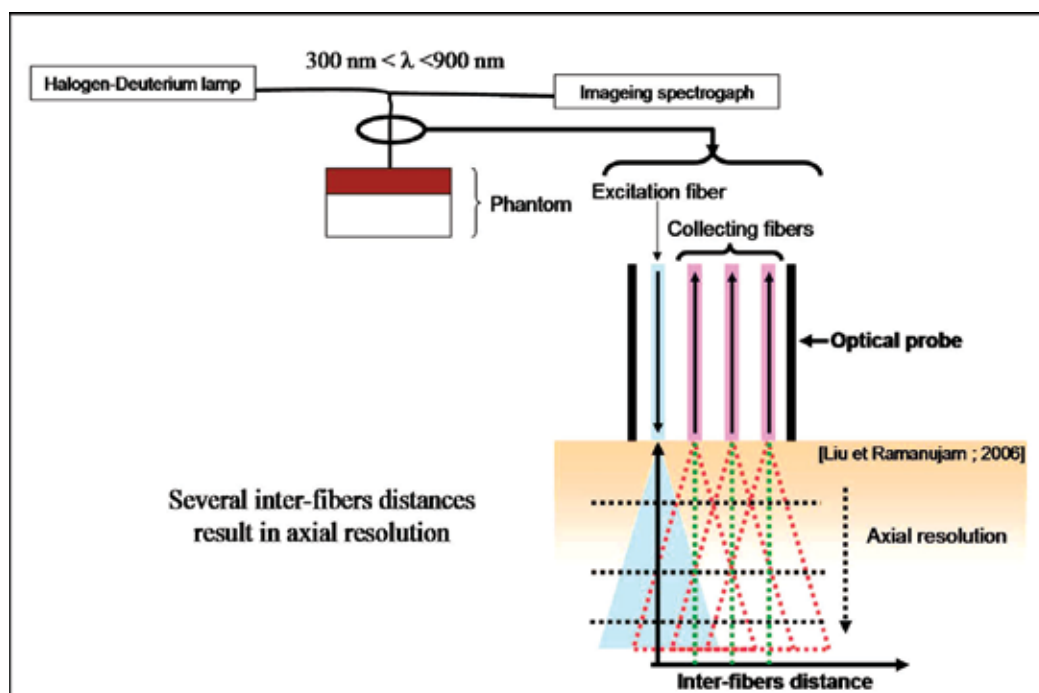 300 nm < λ <900 nm
Halogen-Deuterium lamp
Imageing spectrogaph
Phantom
Excitation fiber
Collecting fibers
Optical probe
[Liu et Ramanujam ; 2006]
Several inter-fibers distances
result in axial resolution
Axial resolution
Inter-fibers distance